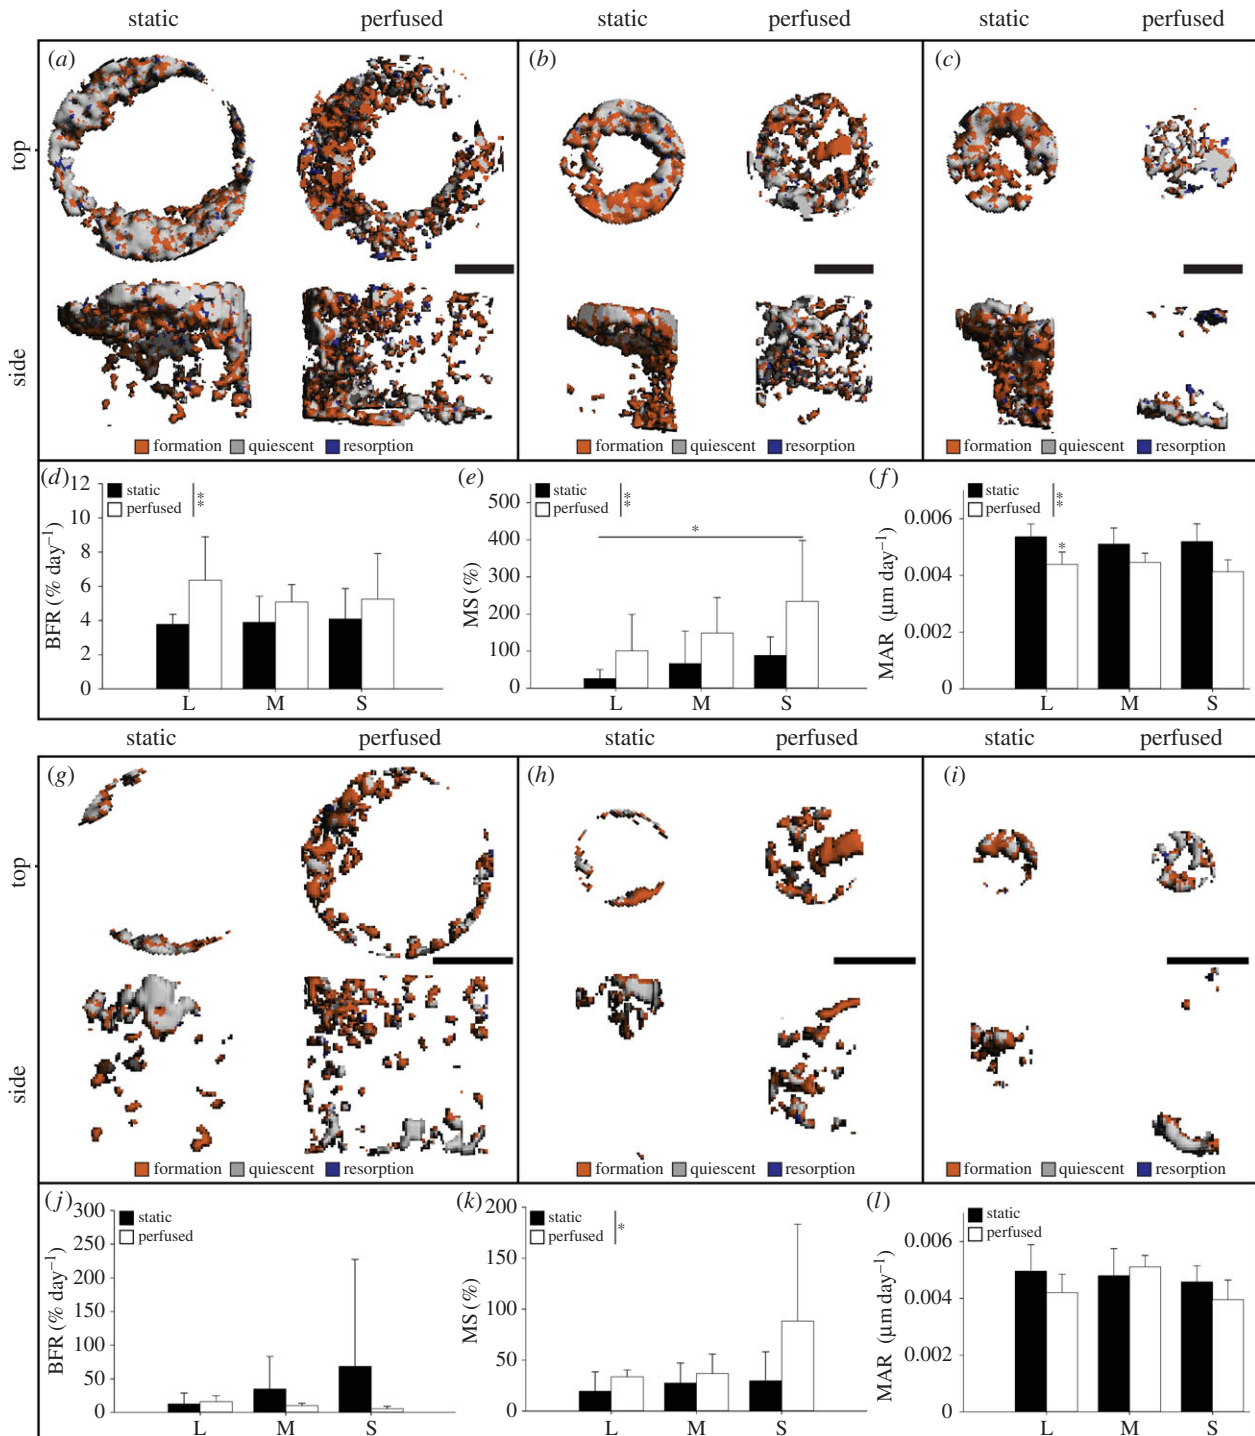 static perfused static perfused static perfused
(a) (b) (c)
top
side
formation quiescent resorption formation quiescent resorption formation quiescent resorption
(d) (e) (f)
static
perfused
**
BFR (% day−1)
12
10
8
6
4
2
0
L M S
static
perfused
**
*
MS (%)
500
400
300
200
100
0
L M S
static
perfused
**
*
MAR (µm day−1)
0.006
0.004
0.002
0
L M S
static perfused static perfused static perfused
(g) (h) (i)
top
side
formation quiescent resorption formation quiescent resorption formation quiescent resorption
(j) (k) (l)
static
perfused
BFR (% day−1)
300
250
200
150
100
50
0
L M S
static
perfused
*
MS (%)
200
150
100
50
0
L M S
static
perfused
MAR (µm day−1)
0.006
0.004
0.002
0
L M S